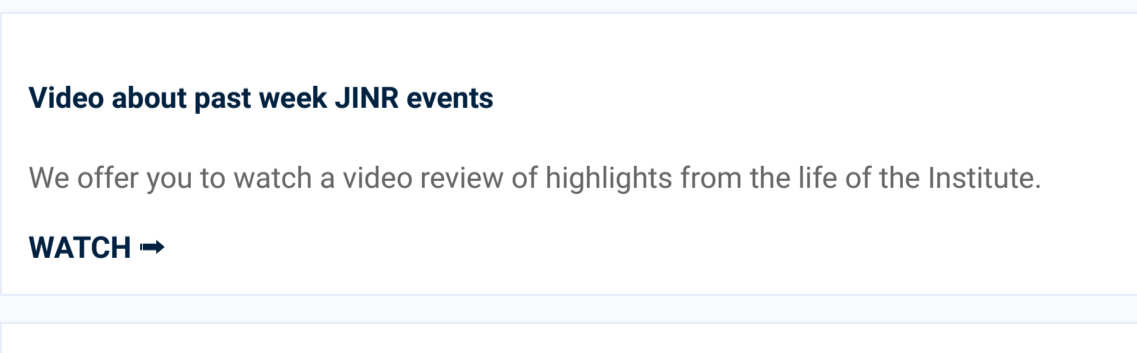 Video about past week JINR events
We offer you to watch a video review of highlights from the life of the Institute.
WATCH ➡